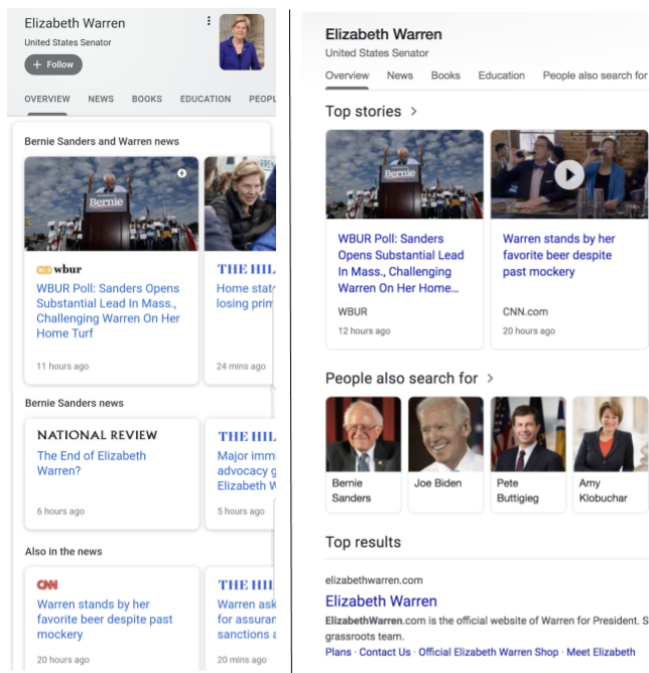 Elizabeth Warren
United States Senator
+ Follow
OVERVIEW NEWS BOOKS EDUCATION
Bernie Sanders and Warren news
Bernie
wbur
WBUR Poll: Sanders Opens
Substantial Lead In Mass.,
Challenging Warren On Her
Home Turf
11 hours ago
THE
Home
losing
24 mins ago
Bernie Sanders news
NATIONAL REVIEW
The End of Elizabeth
Warren?
6 hours ago
THE
Major
advocacy
Elizabeth
5 hours ago
Also in the news
CNN
Warren stands by her
favorite beer despite past
mockery
20 hours ago
THE
Warren
for
sanctions
20 mins ago
Elizabeth Warren
United States Senator
Overview News Books Education People also search for
Top stories >
Bernie
WBUR Poll: Sanders
Opens Substantial Lead
In Mass., Challenging
Warren On Her Home...
WBUR
12 hours ago
Warren stands by her
favorite beer despite
past mockery
CNN.com
20 hours ago
People also search for >
Bernie
Sanders
Joe Biden
Pete
Buttigieg
Amy
Klobuchar
Top results
elizabethwarren.com
Elizabeth Warren
ElizabethWarren.com is the official website of Warren for President. S
grassroots team.
Plans · Contact Us · Official Elizabeth Warren Shop · Meet Elizabeth